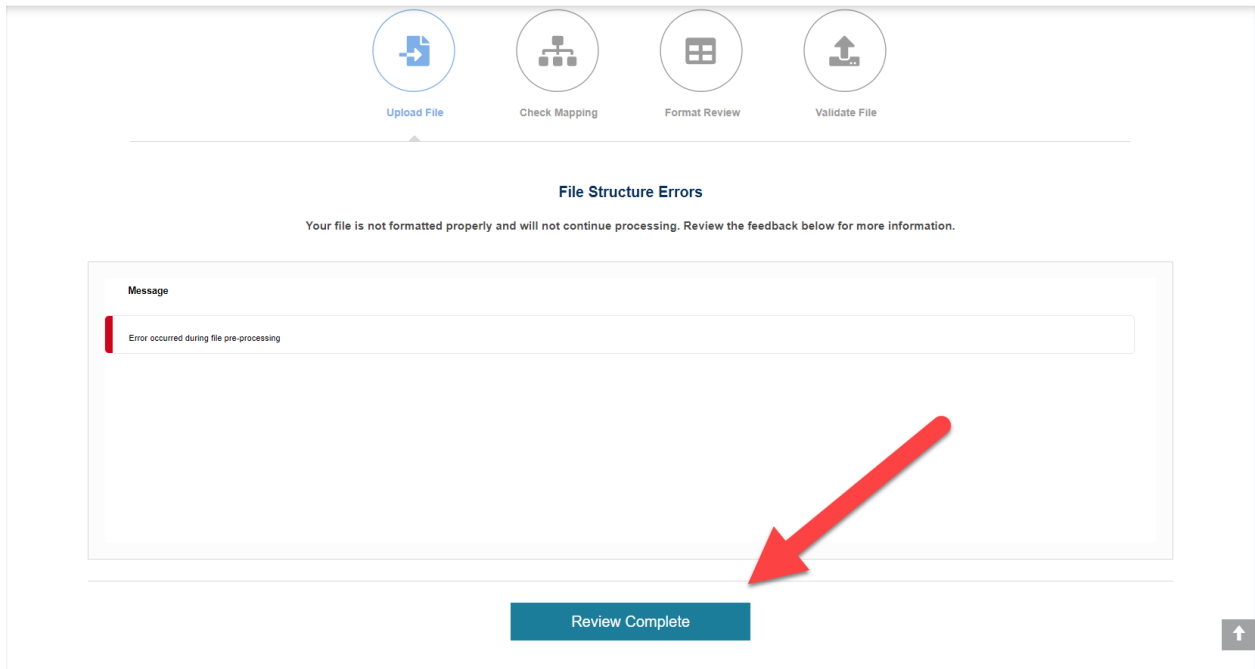 Upload File
Check Mapping
Format Review
Validate File
File Structure Errors
Your file is not formatted properly and will not continue processing. Review the feedback below for more information.
Message
Error occurred during file pre-processing
Review Complete